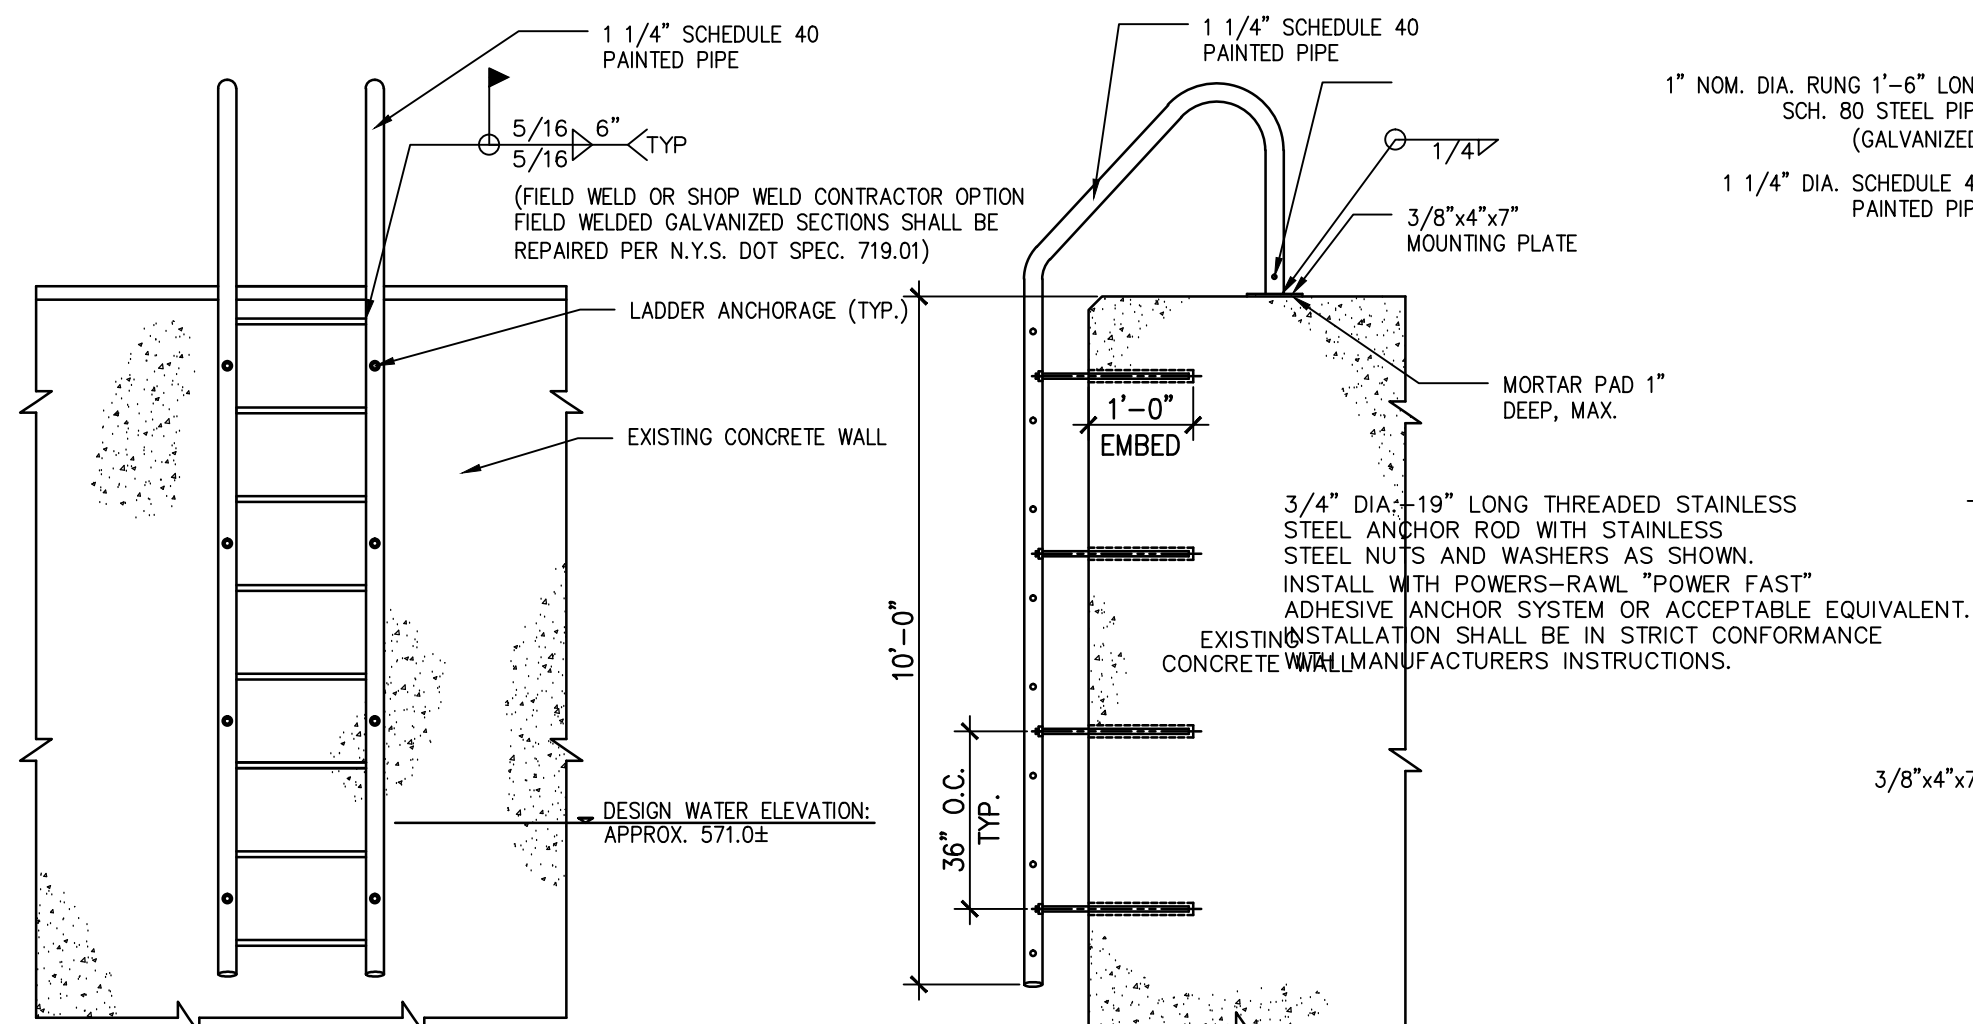 1 1/4" SCHEDULE 40
PAINTED PIPE
5/16 6"
5/16
TYP
(FIELD WELD OR SHOP WELD CONTRACTOR OPTION
FIELD WELDED GALVANIZED SECTIONS SHALL BE
REPAIRED PER N.Y.S. DOT SPEC. 719.01)
LADDER ANCHORAGE (TYP.)
EXISTING CONCRETE WALL
DESIGN WATER ELEVATION:
APPROX. 571.0±
1 1/4" SCHEDULE 40
PAINTED PIPE
1/4
3/8"x4"x7"
MOUNTING PLATE
MORTAR PAD 1"
DEEP, MAX.
1'-0"
EMBED
10'-0"
36" O.C.
TYP.
3/4" DIA.-19" LONG THREADED STAINLESS
STEEL ANCHOR ROD WITH STAINLESS
STEEL NUTS AND WASHERS AS SHOWN.
INSTALL WITH POWERS-RAWL "POWER FAST"
ADHESIVE ANCHOR SYSTEM OR ACCEPTABLE EQUIVALENT.
INSTALLATION SHALL BE IN STRICT CONFORMANCE
WITH MANUFACTURERS INSTRUCTIONS.
EXISTING
CONCRETE WALL
1" NOM. DIA. RUNG 1'-6" LON
SCH. 80 STEEL PIP
(GALVANIZED
1 1/4" DIA. SCHEDULE 4
PAINTED PIP
3/8"x4"x7